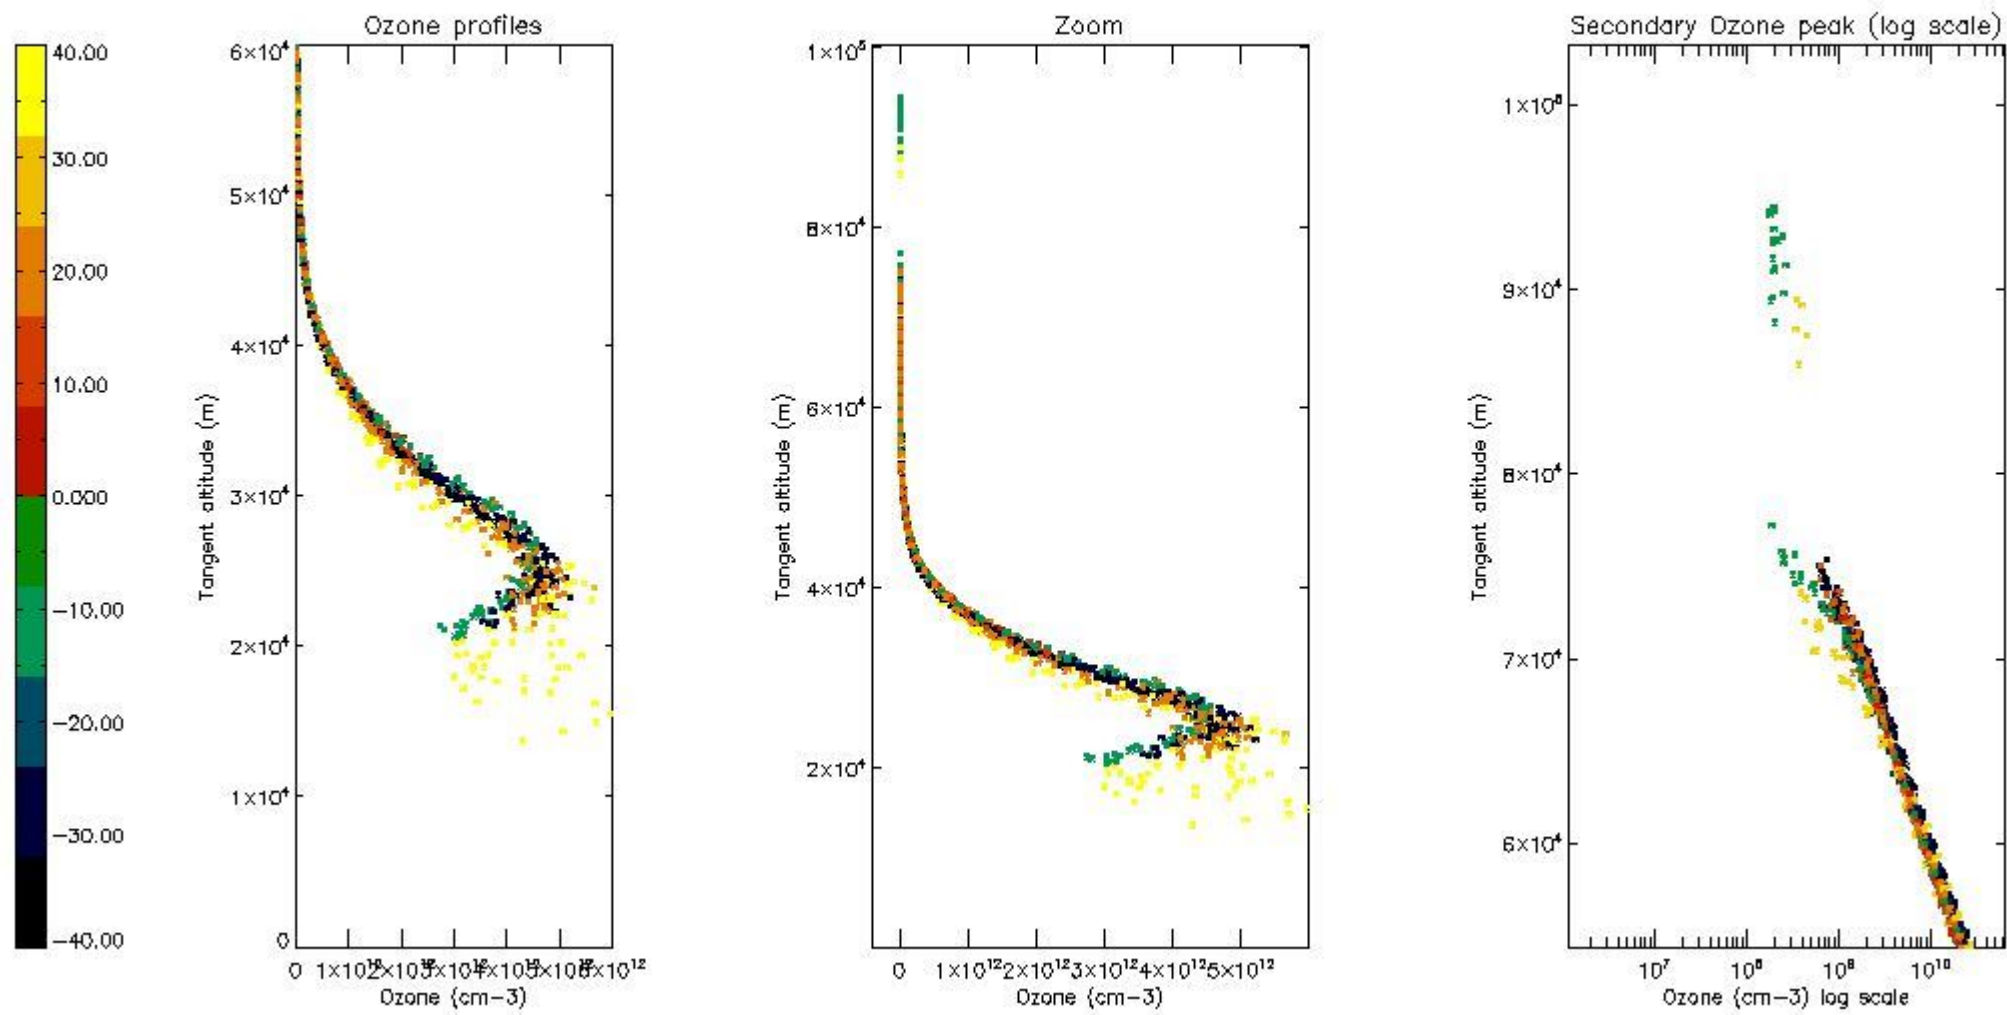 Ozone profiles
Zoom
Secondary Ozone peak (log scale)
40.00
30.00
20.00
10.00
0.000
-10.00
-20.00
-30.00
-40.00
6×10⁴
5×10⁴
4×10⁴
3×10⁴
2×10⁴
1×10⁴
0
Tangent altitude (m)
0
Ozone (cm-3)
1×10⁵
8×10⁴
6×10⁴
4×10⁴
2×10⁴
Tangent altitude (m)
0 1×10¹² 2×10¹² 3×10¹² 4×10¹² 5×10¹²
Ozone (cm-3)
9×10⁴
8×10⁴
7×10⁴
6×10⁴
Tangent altitude (m)
10⁷ 10⁸ 10⁹ 10¹⁰
Ozone (cm-3) log scale